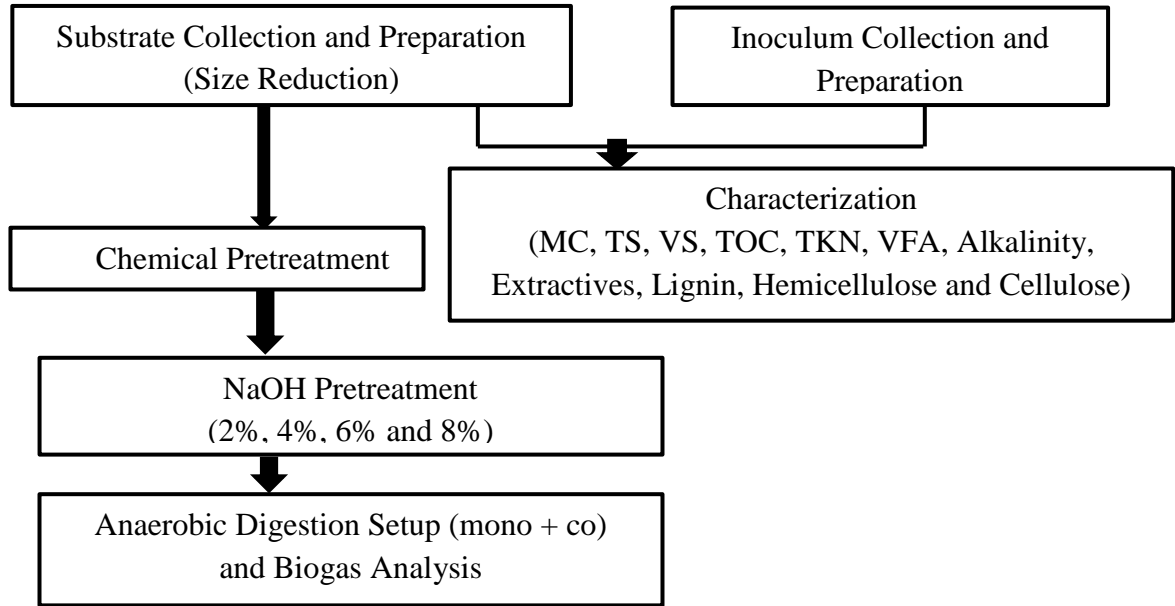 Substrate Collection and Preparation
(Size Reduction)
Inoculum Collection and
Preparation
Characterization
(MC, TS, VS, TOC, TKN, VFA, Alkalinity,
Extractives, Lignin, Hemicellulose and Cellulose)
Chemical Pretreatment
NaOH Pretreatment
(2%, 4%, 6% and 8%)
Anaerobic Digestion Setup (mono + co)
and Biogas Analysis